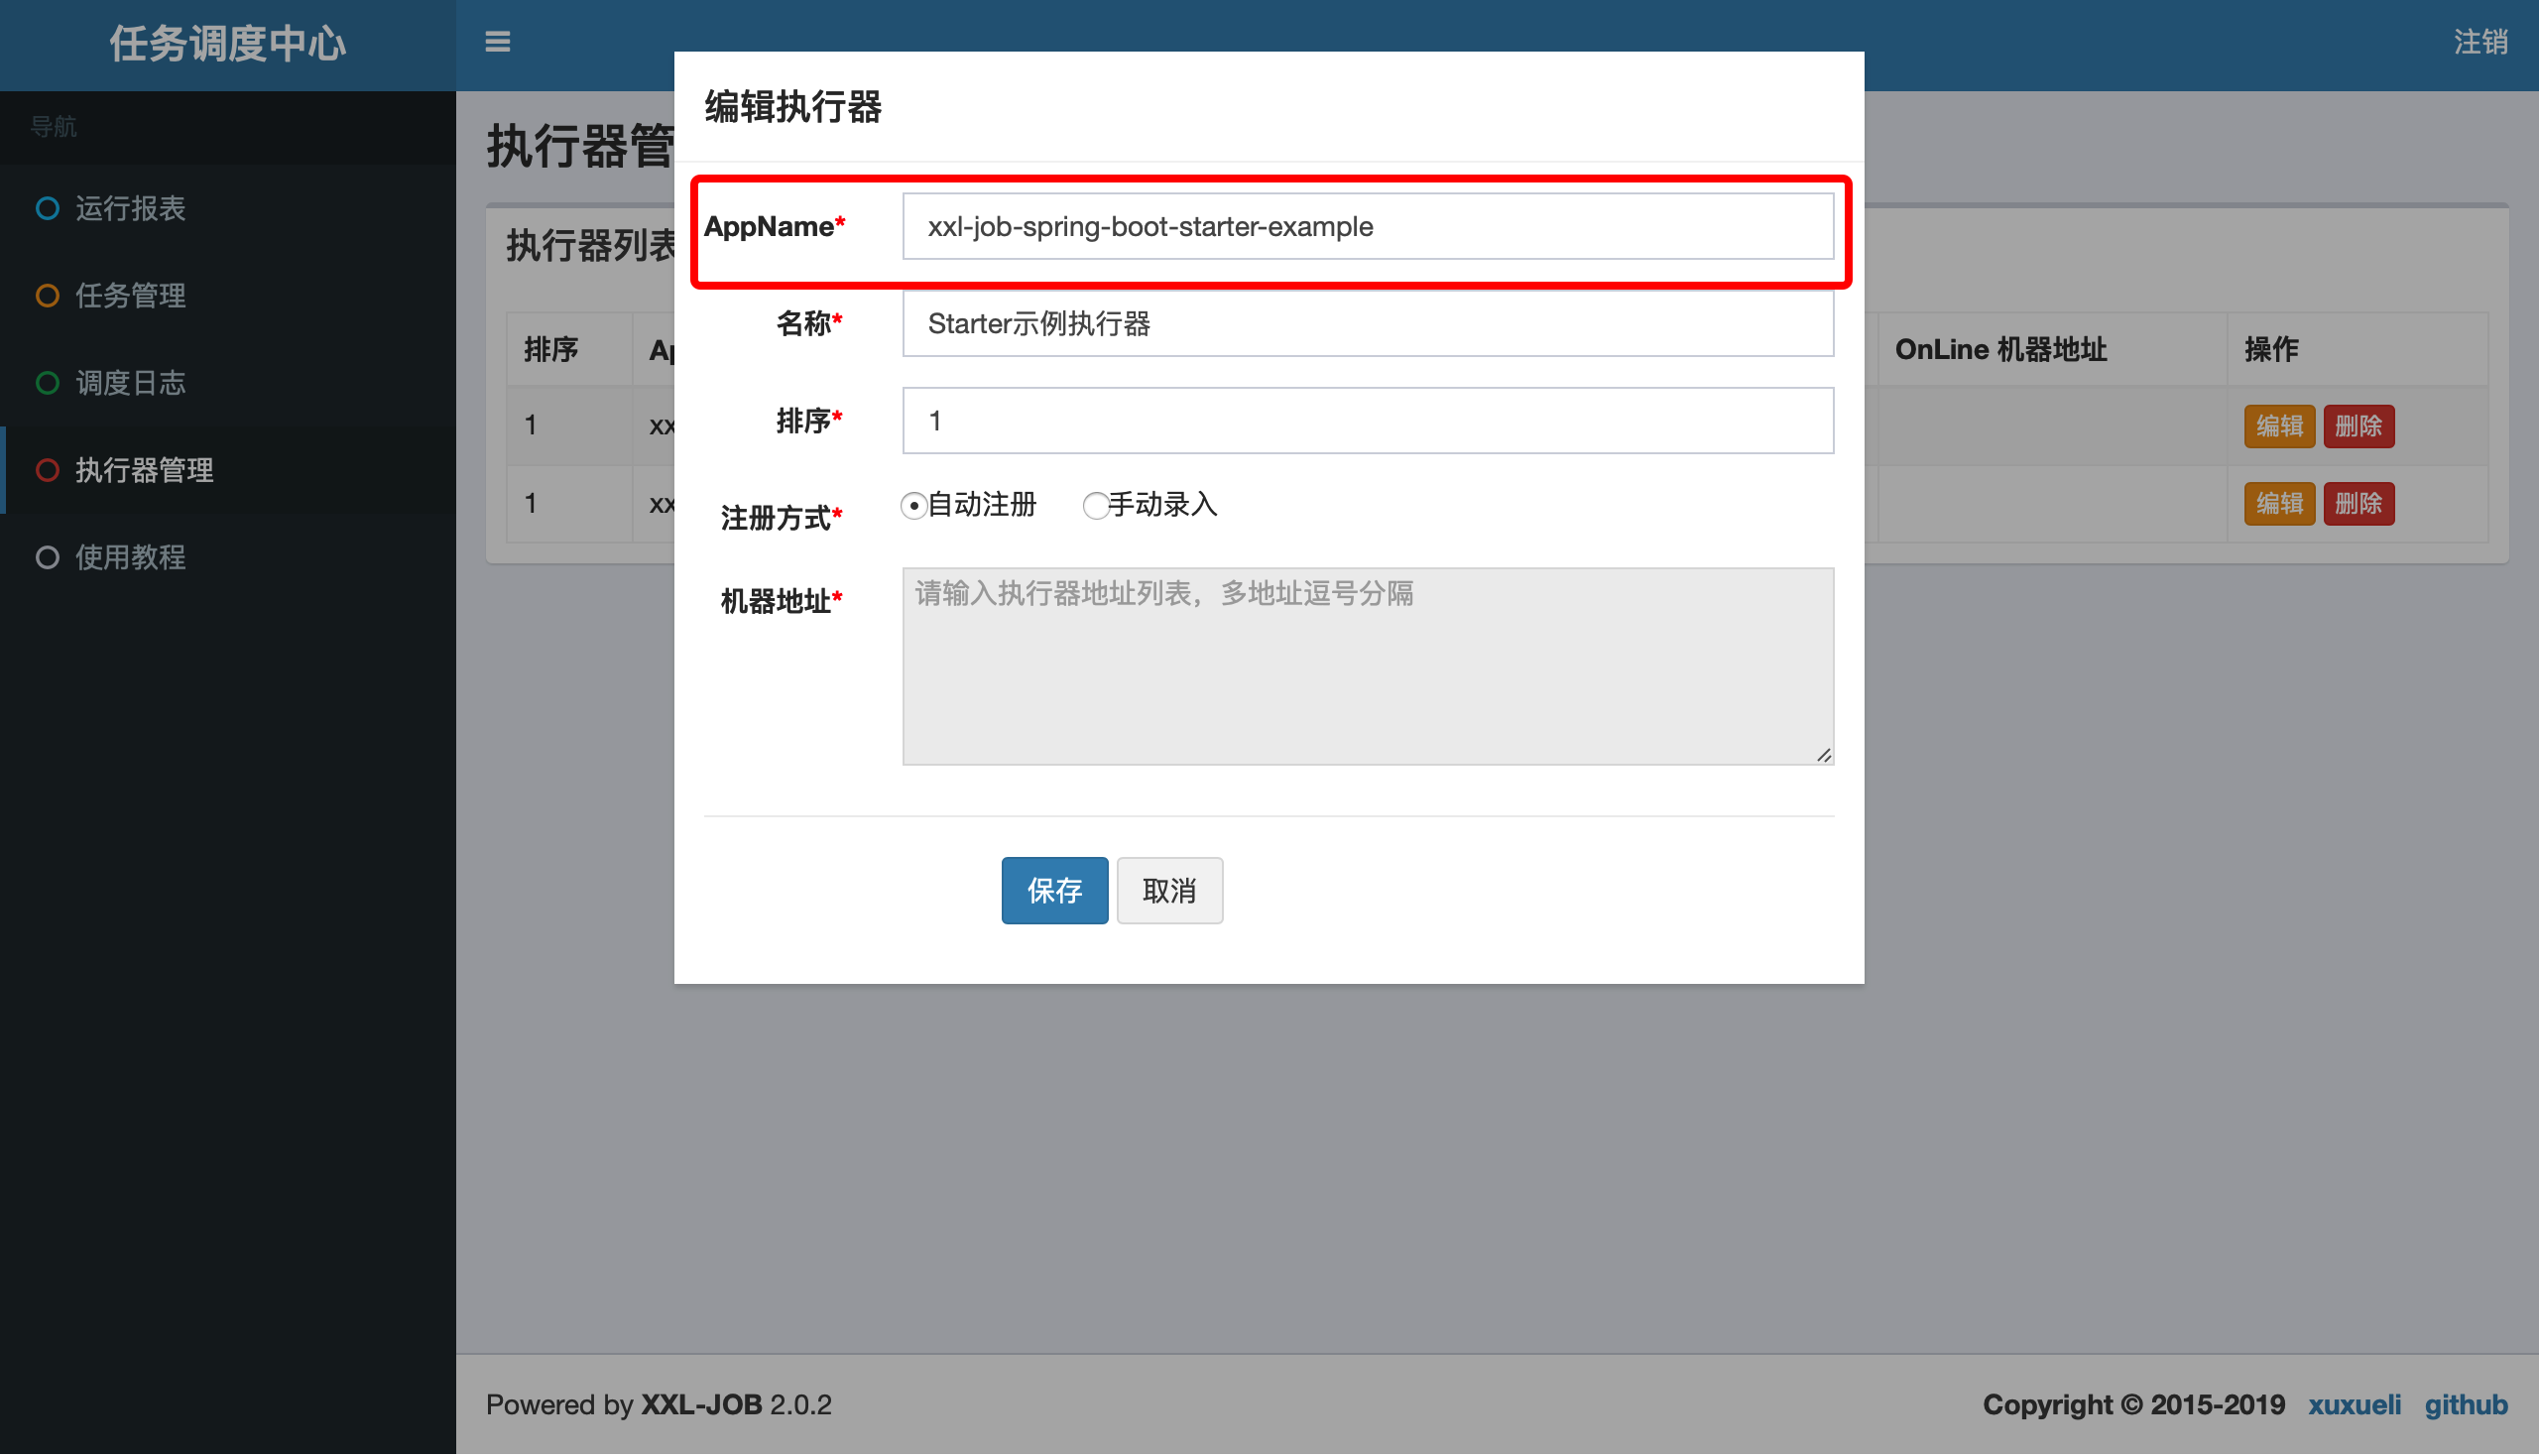 任务调度中心
注销
导航
运行报表
任务管理
调度日志
执行器管理
使用教程
执行器管
执行器列表
排序 Ap OnLine 机器地址 操作
1 xx 编辑 删除
1 xx 编辑 删除
编辑执行器
AppName* xxl-job-spring-boot-starter-example
名称* Starter示例执行器
排序* 1
注册方式* 自动注册 手动录入
机器地址* 请输入执行器地址列表，多地址逗号分隔
保存 取消
Powered by XXL-JOB 2.0.2
Copyright © 2015-2019 xuxueli github